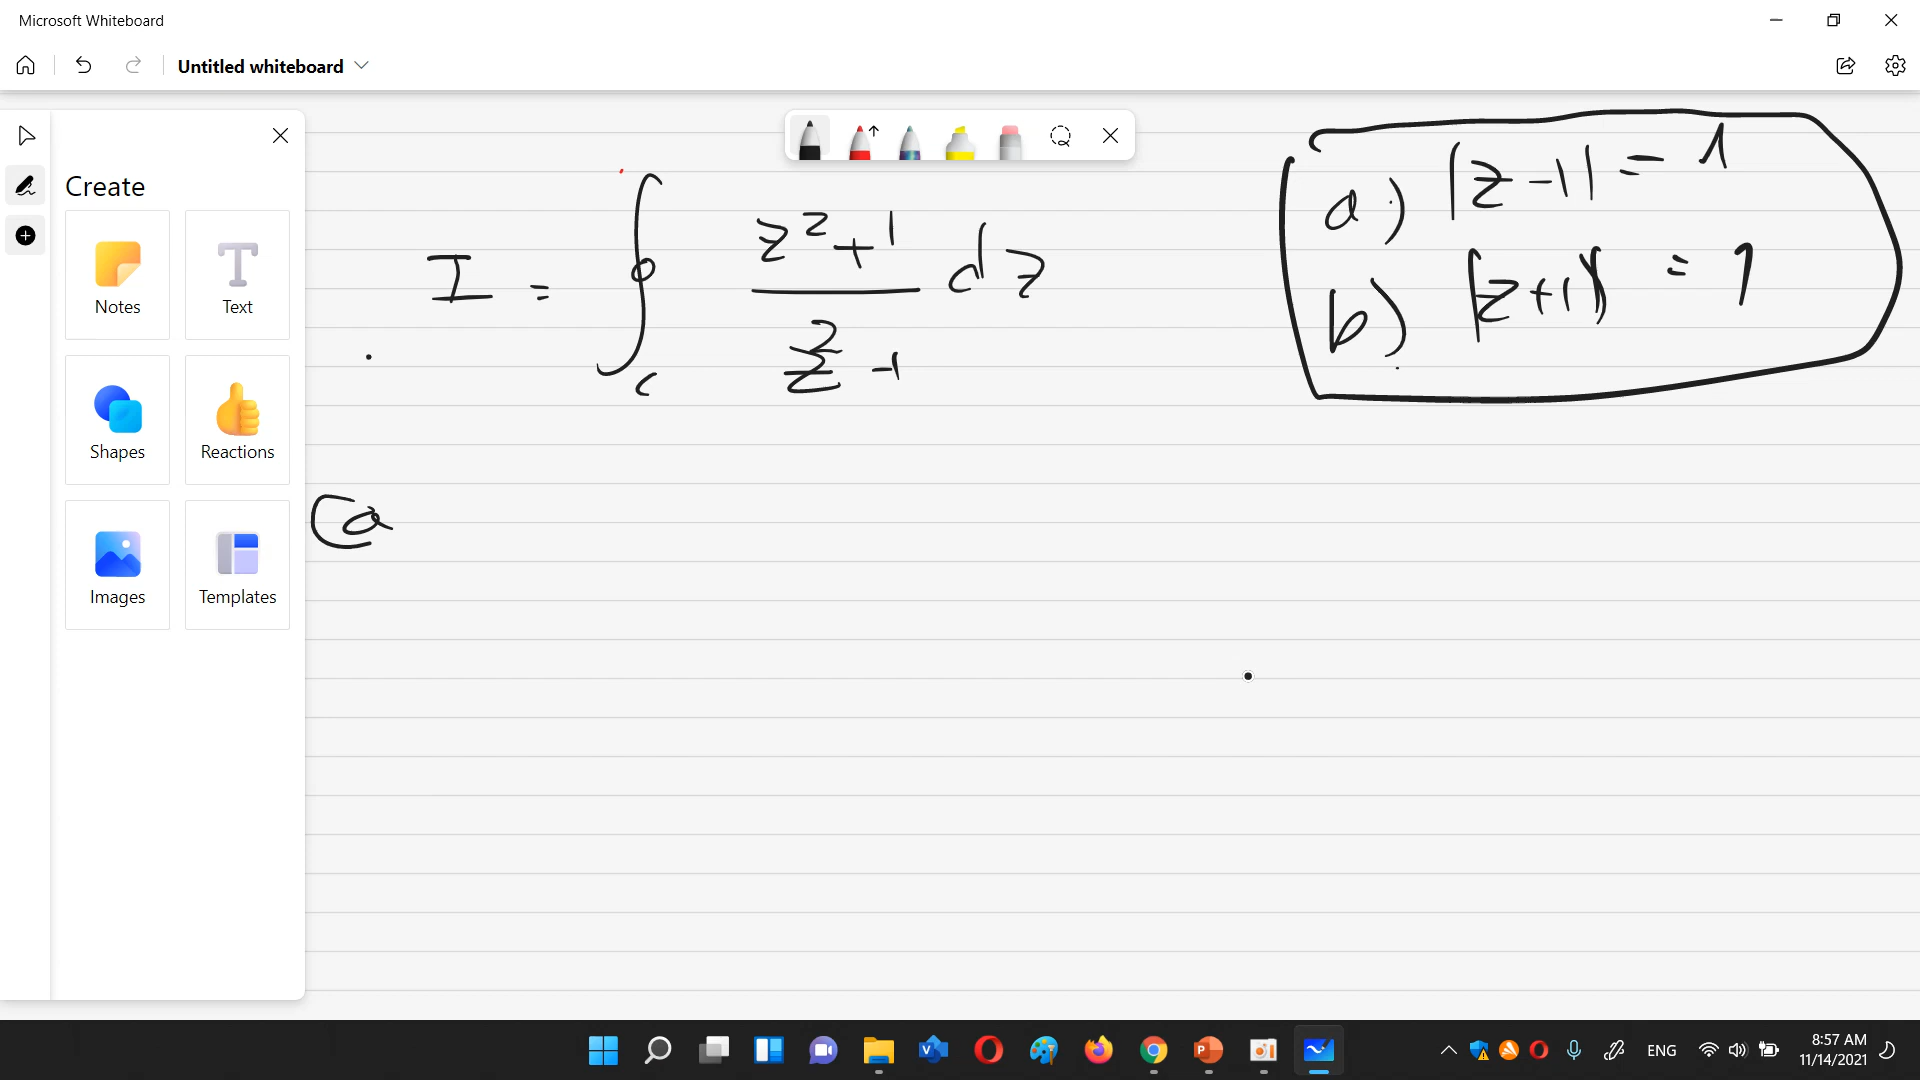 Microsoft Whiteboard
Untitled whiteboard
Create
Notes
Text
Shapes
Reactions
Images
Templates
I = ∮c (z²+1)/(z²-1) dz
a) |z-1| = 1
b) |z+1| = 1
(a
ENG
8:57 AM
11/14/2021